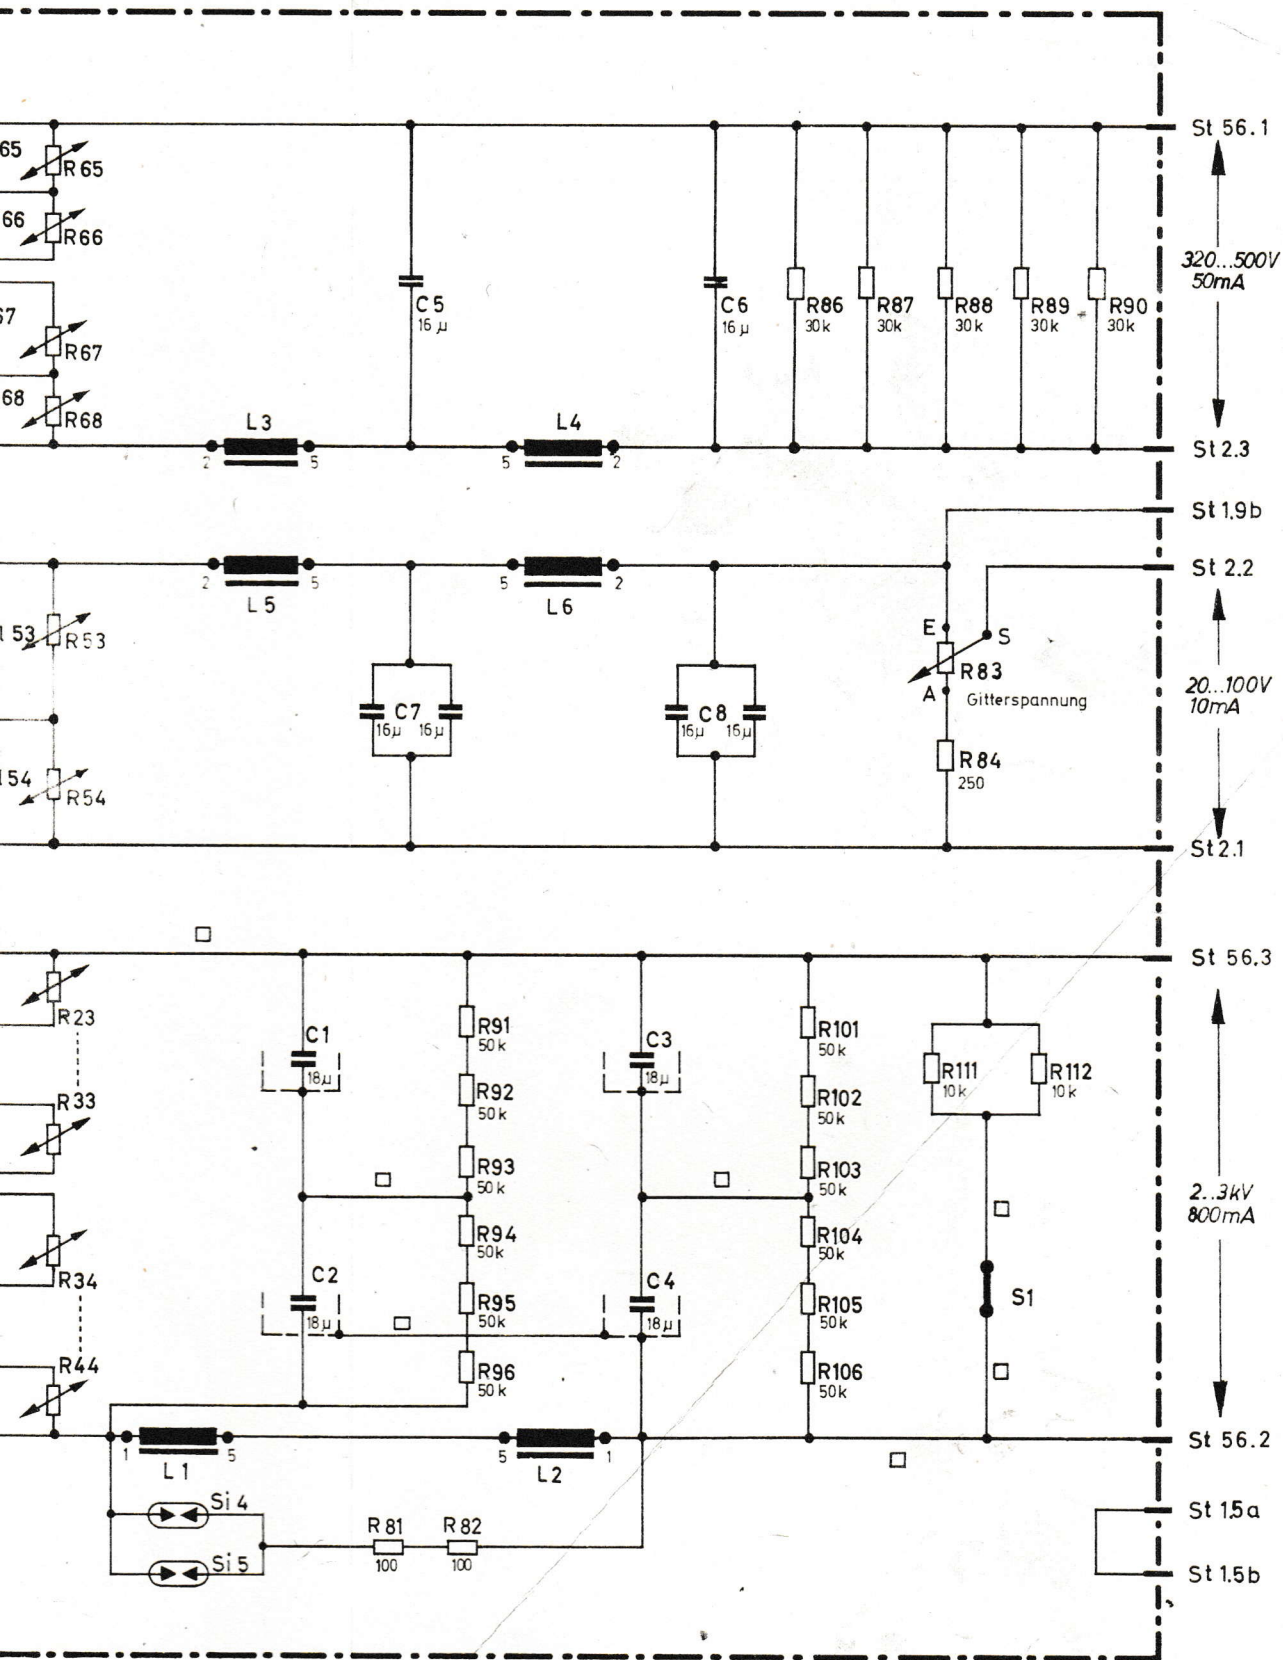 St 56.1
65
R65
66
R66
320...500V
50mA
C5
16µ
C6
16µ
R86
30k
R87
30k
R88
30k
R89
30k
R90
30k
67
R67
68
R68
L3
2
5
L4
5
2
St 2.3
St 1.9b
St 2.2
2
5
L5
5
2
L6
53
R53
E
S
R83
A
Gitterspannung
20...100V
10mA
C7
16µ
16µ
C8
16µ
16µ
R84
250
54
R54
St 2.1
St 56.3
R23
C1
18µ
R91
50k
C3
18µ
R101
50k
R111
10k
R112
10k
R33
R92
50k
R102
50k
R93
50k
R103
50k
2..3kV
800mA
R94
50k
R104
50k
R34
C2
18µ
R95
50k
C4
18µ
R105
50k
S1
R44
R96
50k
R106
50k
1
5
L1
5
1
L2
St 56.2
Si4
Si5
R81
100
R82
100
St 1.5a
St 1.5b